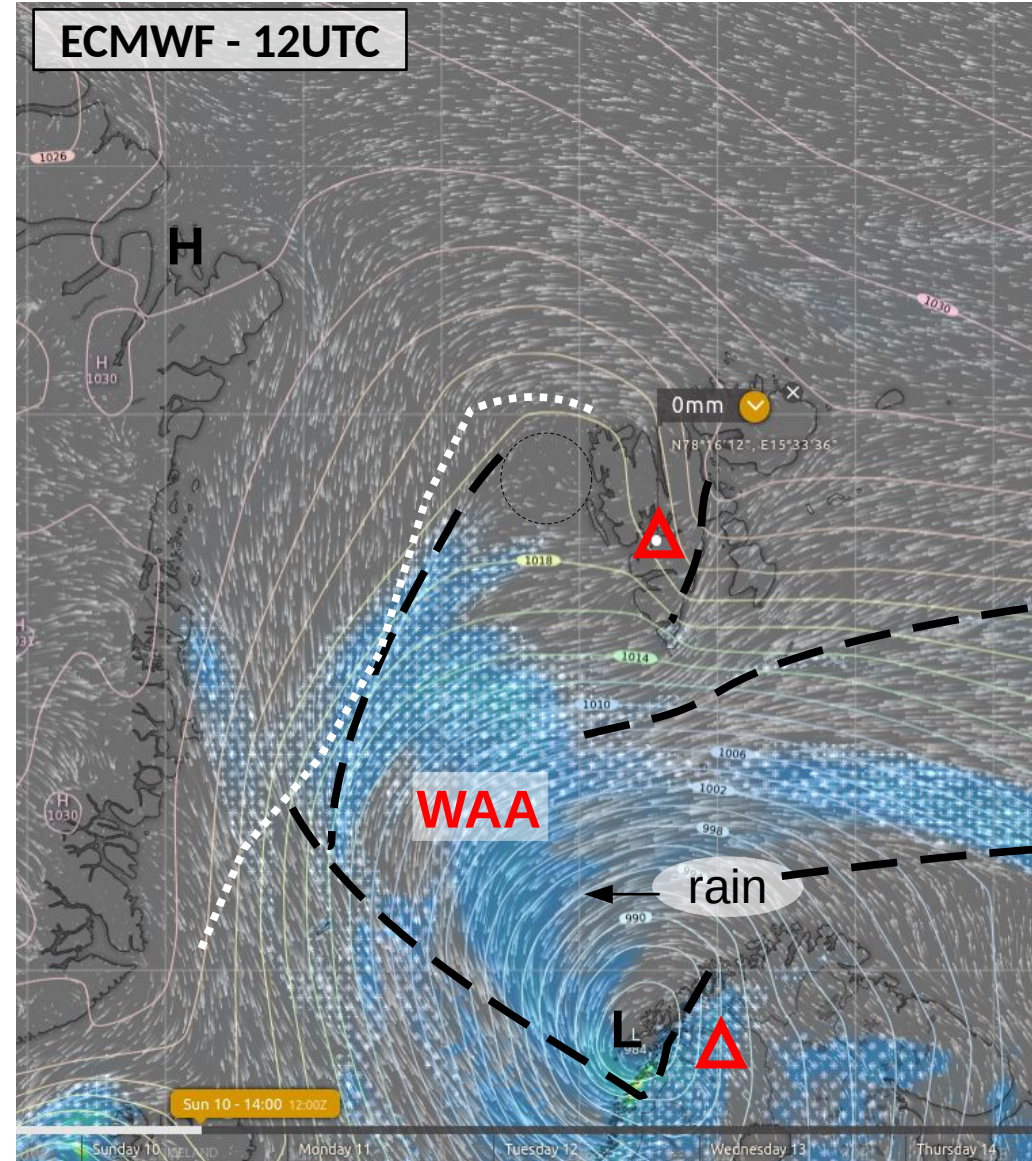 ECMWF - 12UTC
1026
H
1030
H
1030
0mm
N78°16'12", E15°33'36"
1018
1014
1010
1006
H
1030
1002
WAA
998
rain
990
L
L
984
Sun 10 - 14:00 12:00Z
Sunday 10 ICELAND Monday 11 Tuesday 12 Wednesday 13 Thursday 14